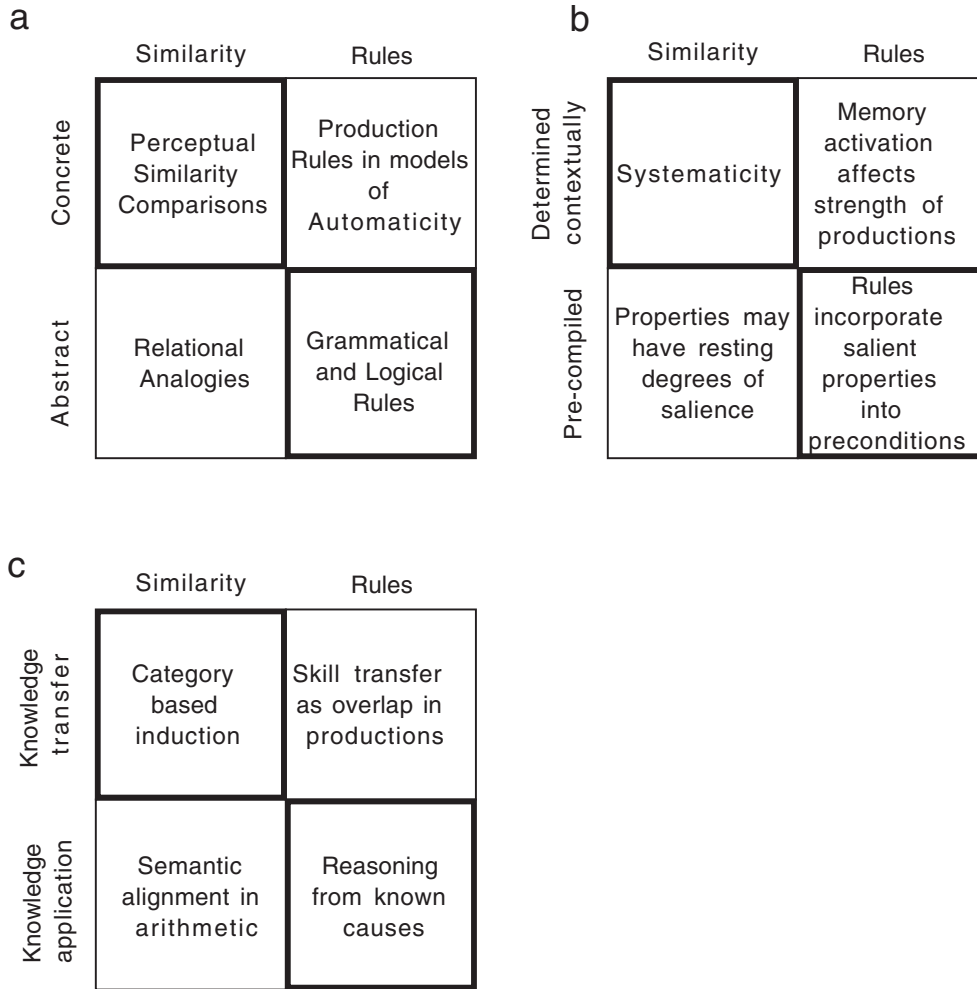 a
Similarity Rules
Concrete
Perceptual
Similarity
Comparisons
Production
Rules in models
of
Automaticity
Abstract
Relational
Analogies
Grammatical
and Logical
Rules
b
Similarity Rules
Determined
contextually
Systematicity
Memory
activation
affects
strength of
productions
Pre-compiled
Properties may
have resting
degrees of
salience
Rules
incorporate
salient
properties
into
preconditions
c
Similarity Rules
Knowledge
transfer
Category
based
induction
Skill transfer
as overlap in
productions
Knowledge
application
Semantic
alignment in
arithmetic
Reasoning
from known
causes